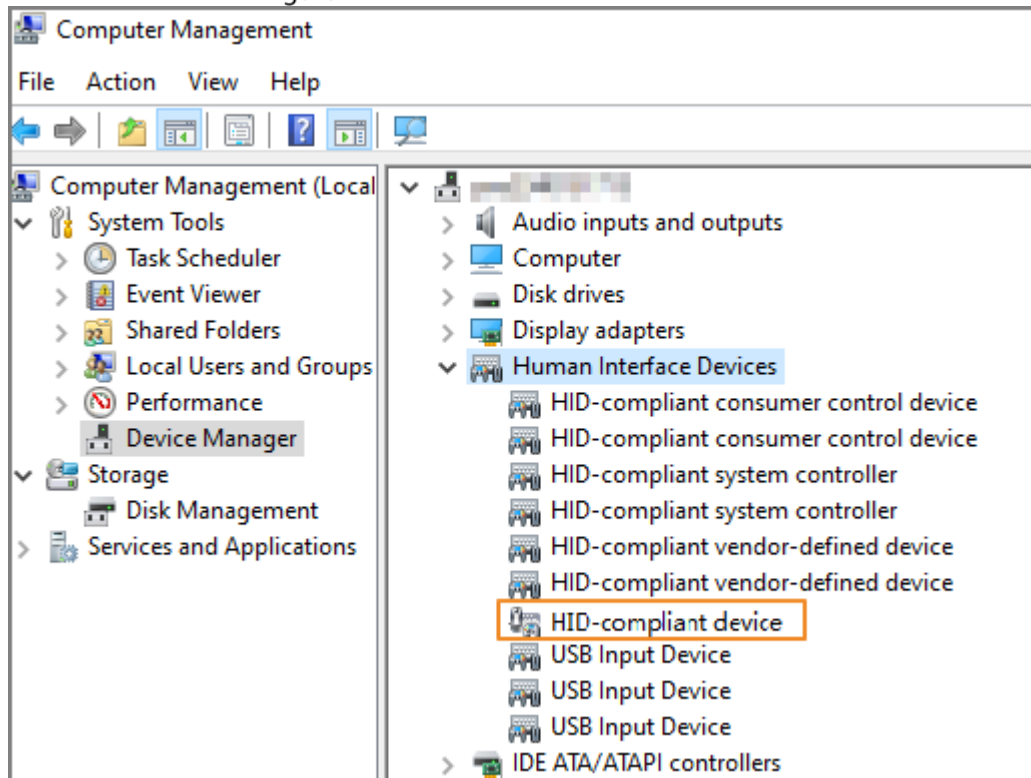 Computer Management
File Action View Help
Computer Management (Local
System Tools
Task Scheduler
Event Viewer
Shared Folders
Local Users and Groups
Performance
Device Manager
Storage
Disk Management
Services and Applications
Audio inputs and outputs
Computer
Disk drives
Display adapters
Human Interface Devices
HID-compliant consumer control device
HID-compliant consumer control device
HID-compliant system controller
HID-compliant system controller
HID-compliant vendor-defined device
HID-compliant vendor-defined device
HID-compliant device
USB Input Device
USB Input Device
USB Input Device
IDE ATA/ATAPI controllers